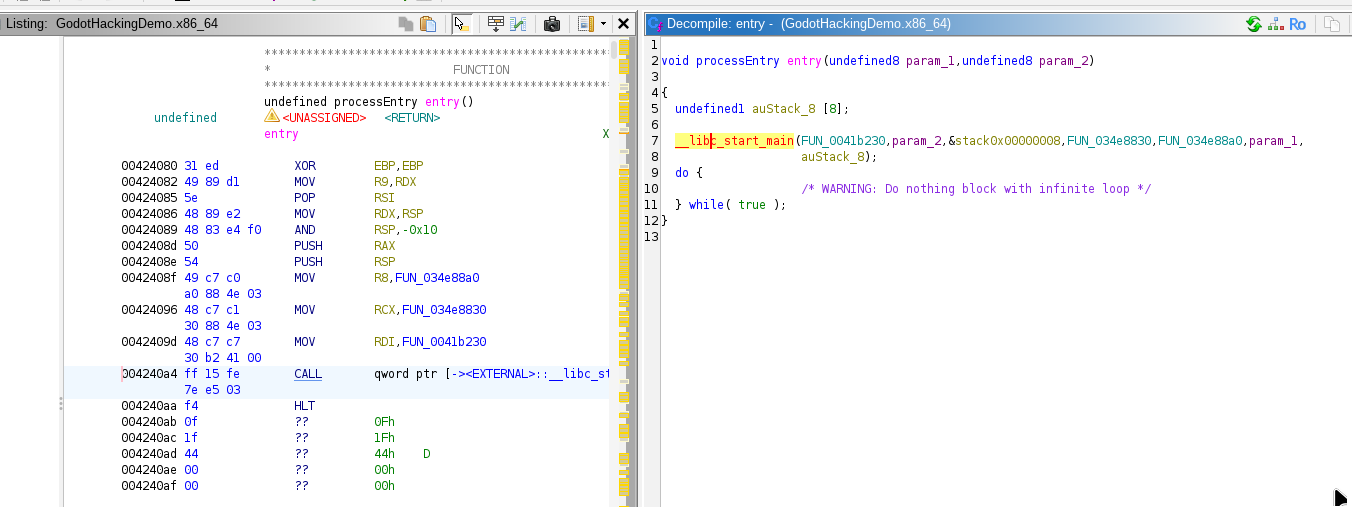 Listing: GodotHackingDemo.x86_64
*************************************************
* FUNCTION
*************************************************
undefined processEntry entry()
undefined <UNASSIGNED> <RETURN>
entry X
00424080 31 ed XOR EBP,EBP
00424082 49 89 d1 MOV R9,RDX
00424085 5e POP RSI
00424086 48 89 e2 MOV RDX,RSP
00424089 48 83 e4 f0 AND RSP,-0x10
0042408d 50 PUSH RAX
0042408e 54 PUSH RSP
0042408f 49 c7 c0 MOV R8,FUN_034e88a0
a0 88 4e 03
00424096 48 c7 c1 MOV RCX,FUN_034e8830
30 88 4e 03
0042409d 48 c7 c7 MOV RDI,FUN_0041b230
30 b2 41 00
004240a4 ff 15 fe CALL qword ptr [-><EXTERNAL>::__libc_st
7e e5 03
004240aa f4 HLT
004240ab 0f ?? 0Fh
004240ac 1f ?? 1Fh
004240ad 44 ?? 44h D
004240ae 00 ?? 00h
004240af 00 ?? 00h
Decompile: entry - (GodotHackingDemo.x86_64)
Ro
1
2 void processEntry entry(undefined8 param_1,undefined8 param_2)
3
4 {
5 undefined1 auStack_8 [8];
6
7 __libc_start_main(FUN_0041b230,param_2,&stack0x00000008,FUN_034e8830,FUN_034e88a0,param_1,
8 auStack_8);
9 do {
10 /* WARNING: Do nothing block with infinite loop */
11 } while( true );
12 }
13